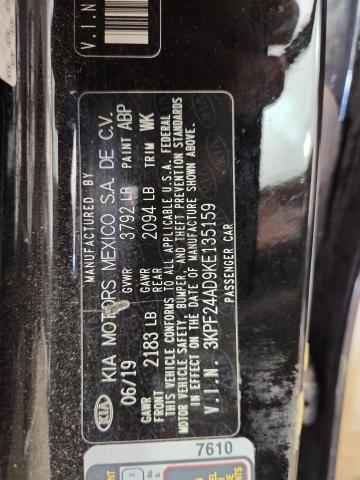 V.I.N
MANUFACTURED BY
KIA KIA MOTORS MEXICO S.A. DE C.V.
06/19 GVWR 3792 LB PAINT ABP
GAWR FRONT 2183 LB GAWR REAR 2094 LB TRIM WK
THIS VEHICLE CONFORMS TO ALL APPLICABLE U.S.A. FEDERAL
MOTOR VEHICLE SAFETY, BUMPER, AND THEFT PREVENTION STANDARDS
IN EFFECT ON THE DATE OF MANUFACTURE SHOWN ABOVE.
V.I.N. 3KPF24AD9KE135159
PASSENGER CAR
7610